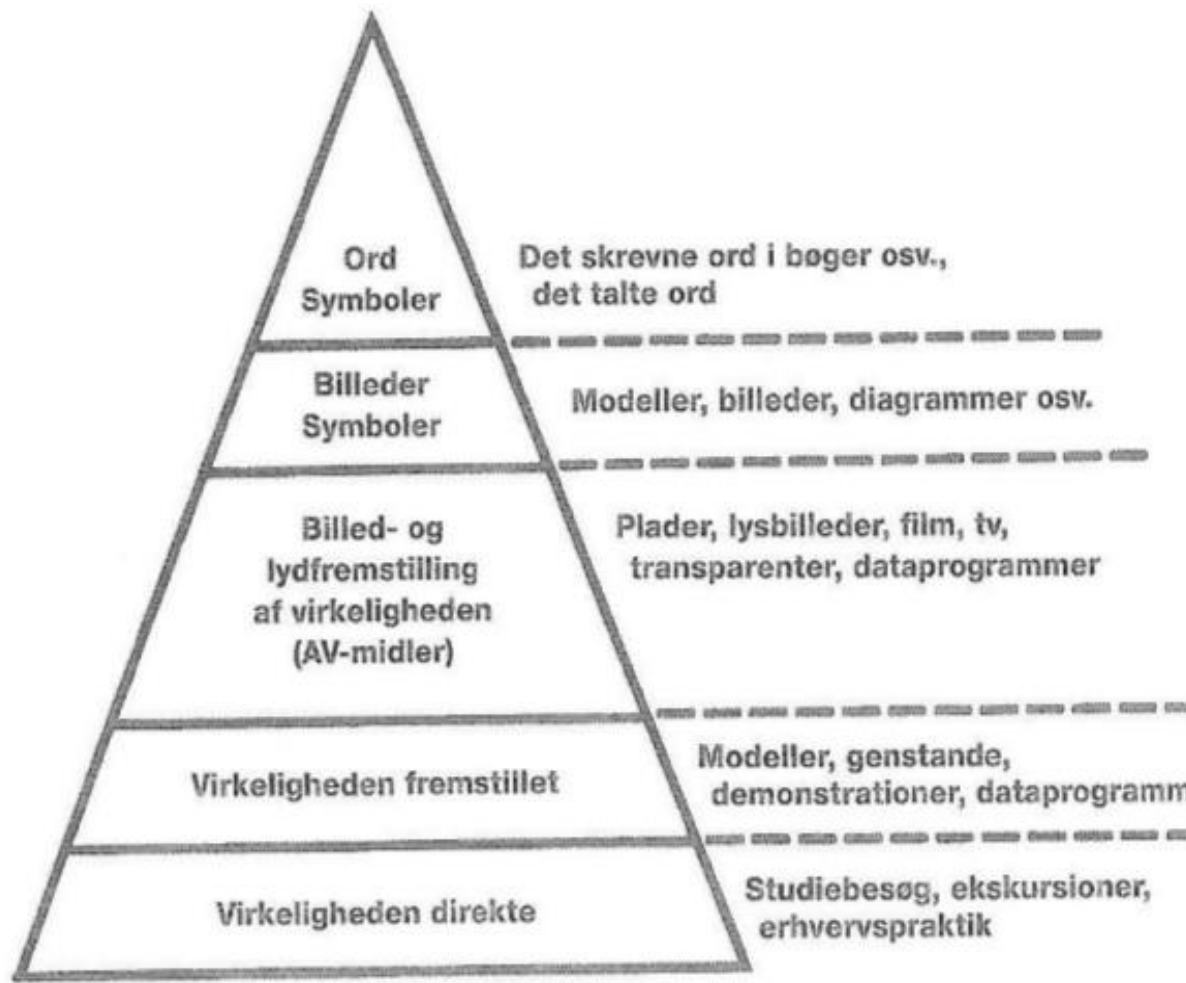 Ord
Symboler
Det skrevne ord i bøger osv.,
det talte ord
Billeder
Symboler
Modeller, billeder, diagrammer osv.
Billed- og
lydfremstilling
af virkeligheden
(AV-midler)
Plader, lysbilleder, film, tv,
transparenter, dataprogrammer
Virkeligheden fremstillet
Modeller, genstande,
demonstrationer, dataprogramm
Virkeligheden direkte
Studiebesøg, ekskursioner,
erhvervspraktik